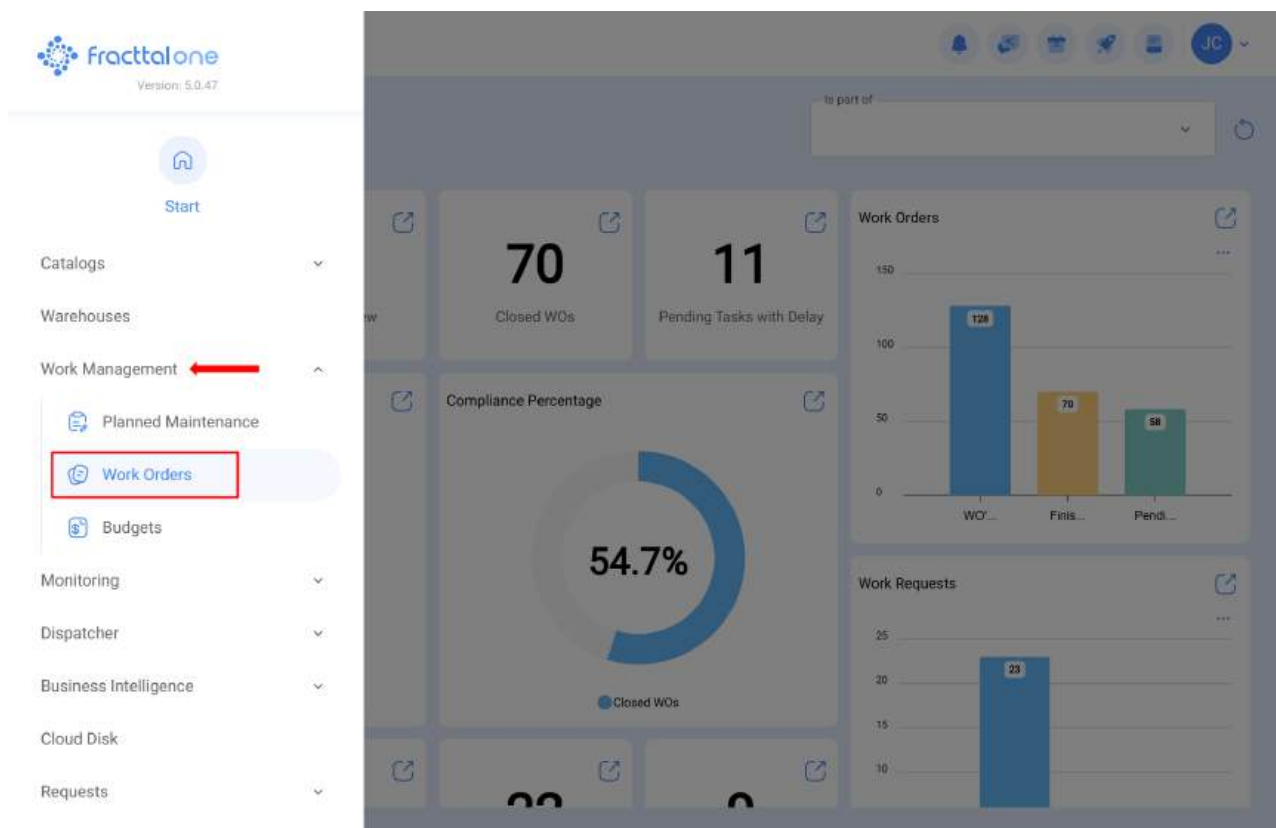 fracttalone
Version: 5.0.47
JC
Is part of
Start
Catalogs
Warehouses
Work Management
Planned Maintenance
Work Orders
Budgets
Monitoring
Dispatcher
Business Intelligence
Cloud Disk
Requests
70
Closed WOs
11
Pending Tasks with Delay
Work Orders
...
150
100
50
0
128
70
58
WO'...
Finis...
Pendi...
Compliance Percentage
54.7%
Closed WOs
Work Requests
...
25
20
15
10
23